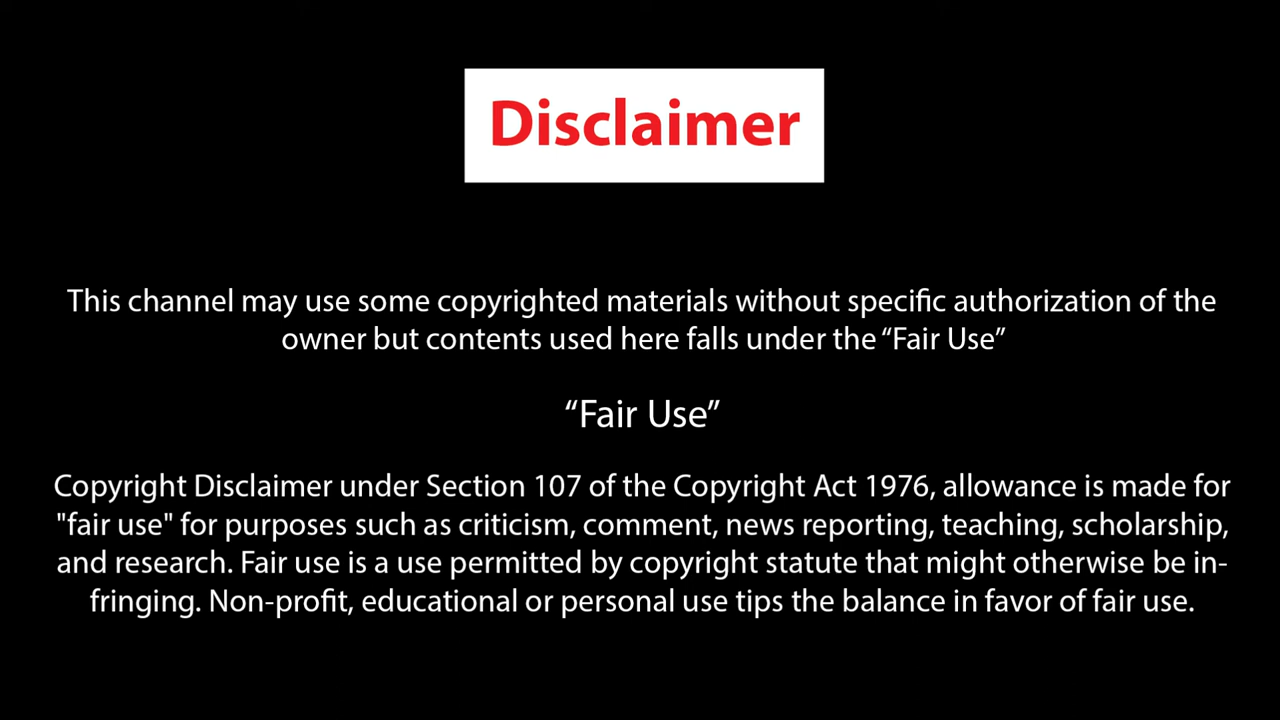 Disclaimer
This channel may use some copyrighted materials without specific authorization of the
owner but contents used here falls under the “Fair Use”
“Fair Use”
Copyright Disclaimer under Section 107 of the Copyright Act 1976, allowance is made for
"fair use" for purposes such as criticism, comment, news reporting, teaching, scholarship,
and research. Fair use is a use permitted by copyright statute that might otherwise be in-
fringing. Non-profit, educational or personal use tips the balance in favor of fair use.